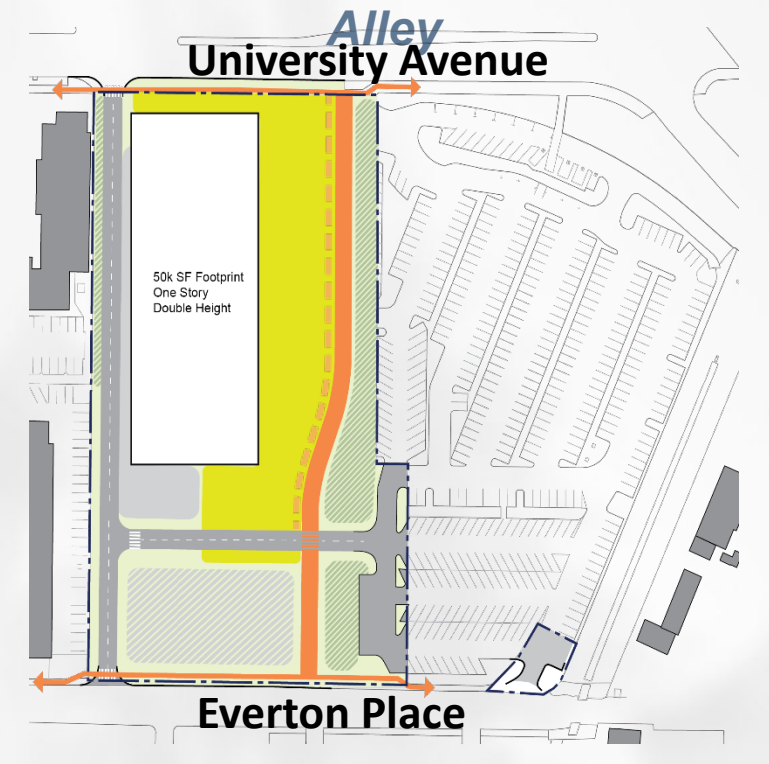 Alley
University Avenue
50k SF Footprint
One Story
Double Height
Everton Place